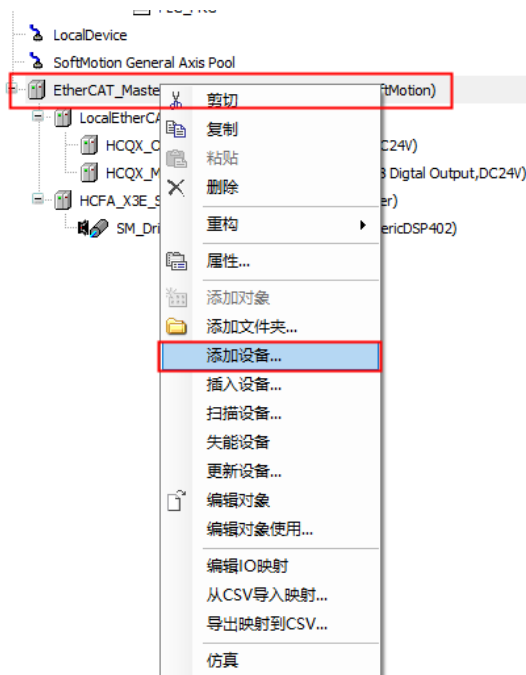 LocalDevice
SoftMotion General Axis Pool
EtherCAT_Maste ftMotion)
剪切
LocalEtherCA
复制
HCQX_C C24V)
粘贴
HCQX_M Digtal Output,DC24V)
删除
HCFA_X3E_S er)
重构
SM_Dri ericDSP402)
属性...
添加对象
添加文件夹...
添加设备...
插入设备...
扫描设备...
失能设备
更新设备...
编辑对象
编辑对象使用...
编辑IO映射
从CSV导入映射...
导出映射到CSV...
仿真